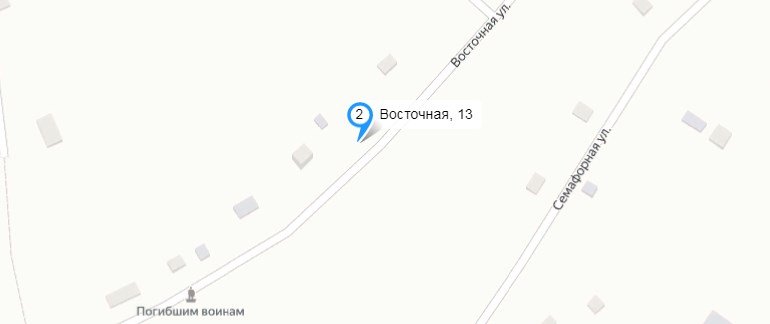 Восточная ул.
2
Восточная, 13
Семафорная ул.
Погибшим воинам